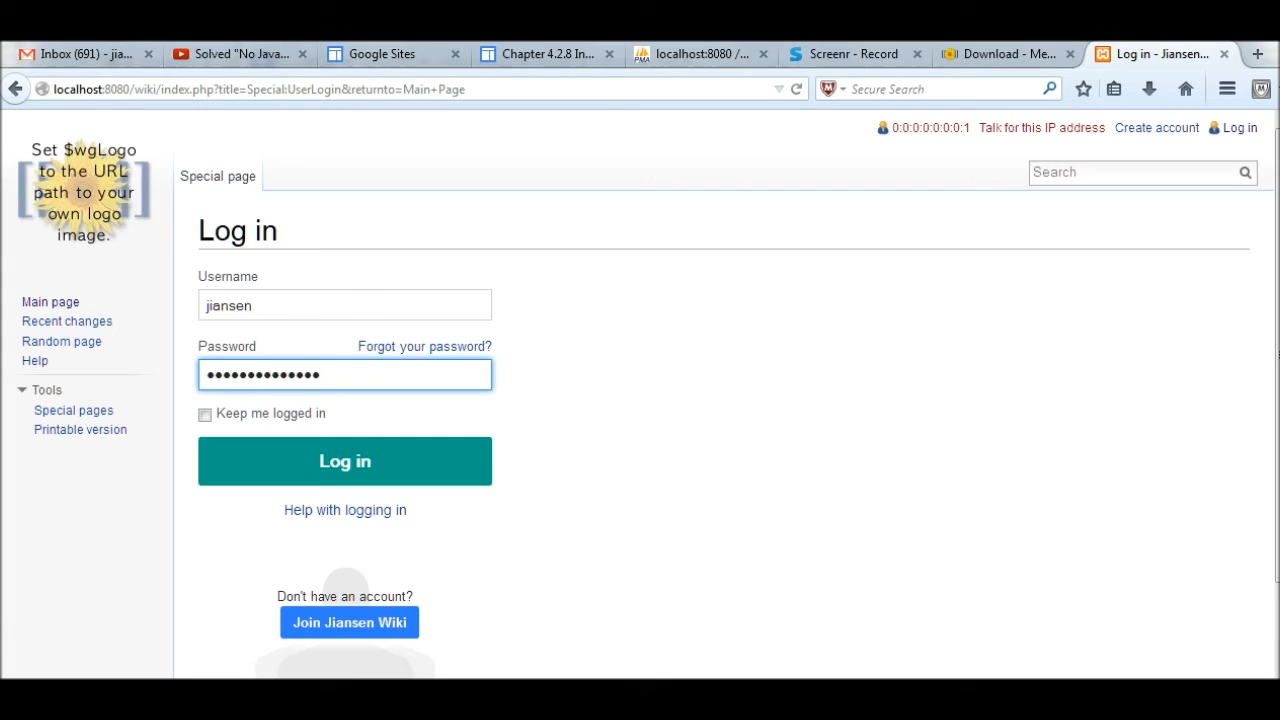 Inbox (691) - jia...
Solved "No Java...
Google Sites
Chapter 4.2.8 In...
localhost:8080 /...
Screenr - Record
Download - Me...
Log in - Jiansen...
localhost:8080/wiki/index.php?title=Special:UserLogin&returnto=Main+Page
Secure Search
0:0:0:0:0:0:0:1 Talk for this IP address Create account Log in
Set $wgLogo
to the URL
path to your
own logo
image.
Special page
Search
Main page
Recent changes
Random page
Help
Tools
Special pages
Printable version
Log in
Username
jiansen
Password Forgot your password?
••••••••••••••
Keep me logged in
Log in
Help with logging in
Don't have an account?
Join Jiansen Wiki